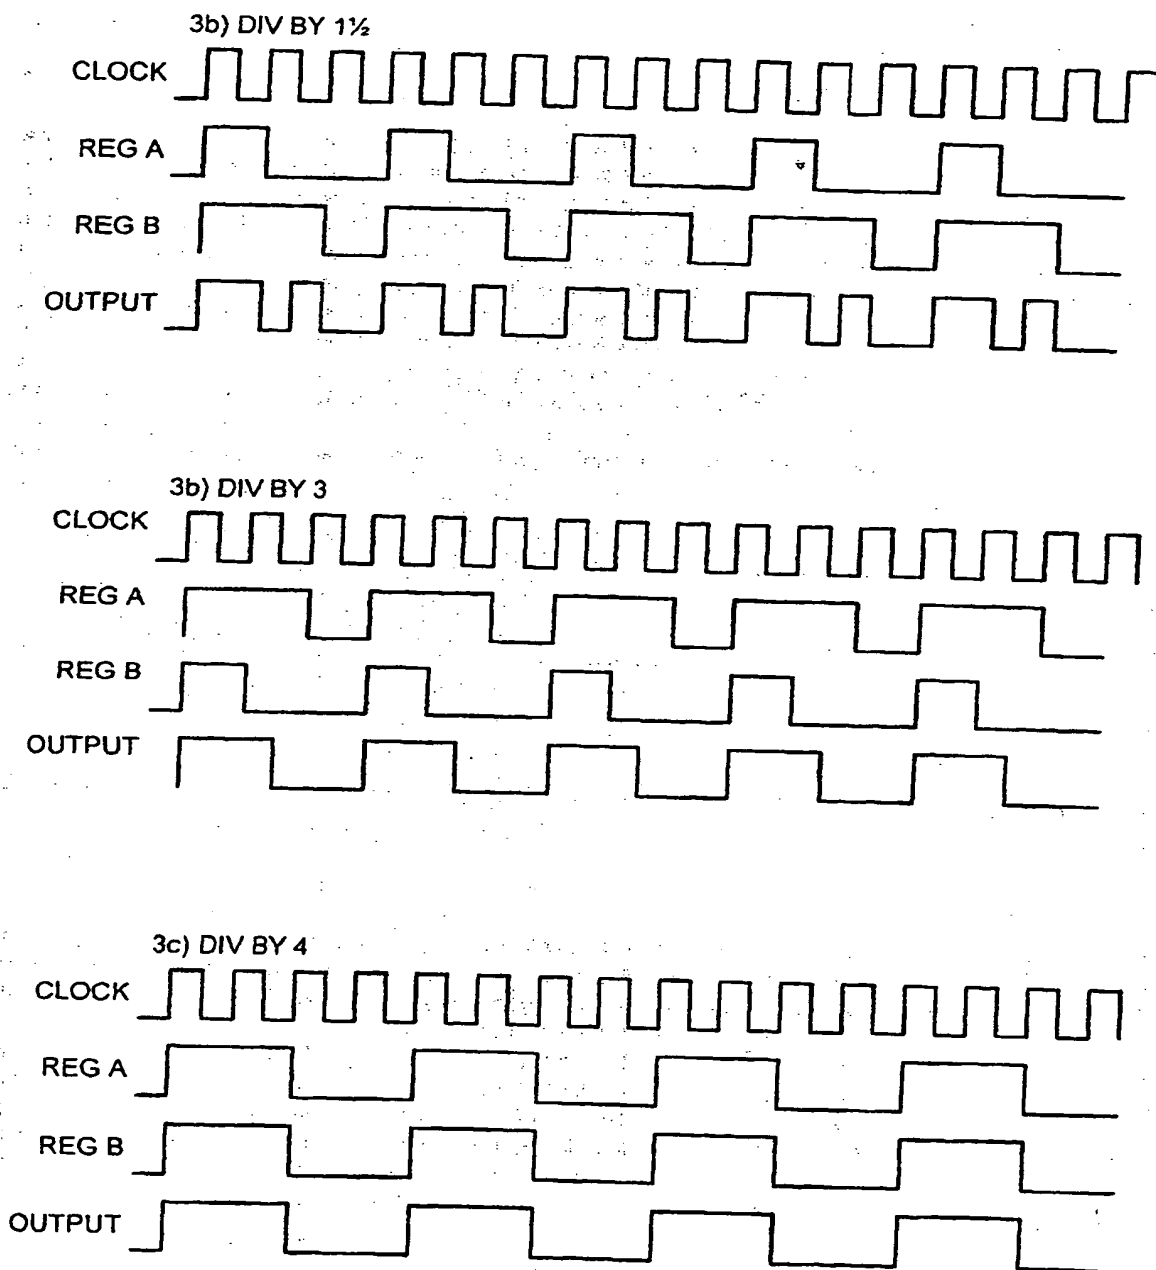 3b) DIV BY 1½
CLOCK
REG A
REG B
OUTPUT
3b) DIV BY 3
CLOCK
REG A
REG B
OUTPUT
3c) DIV BY 4
CLOCK
REG A
REG B
OUTPUT